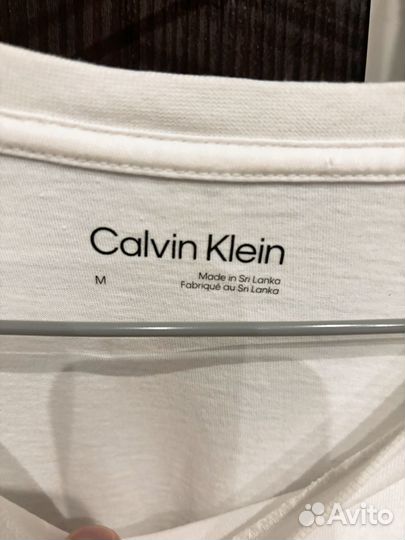 Calvin Klein
M
Made in Sri Lanka
Fabriqué au Sri Lanka
Avito